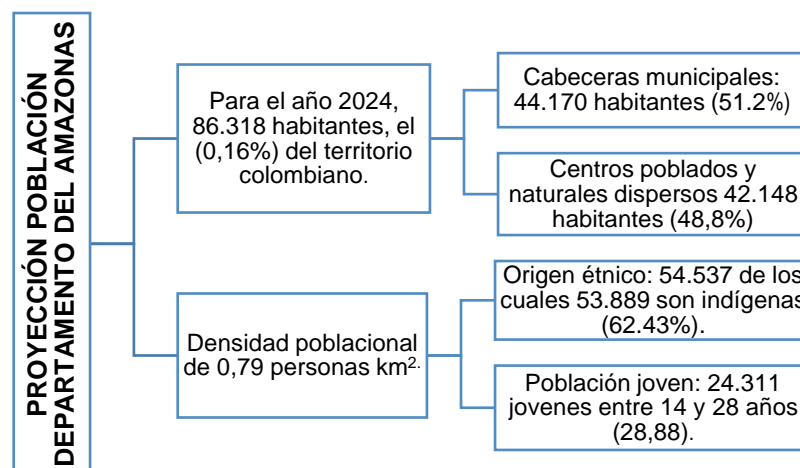 PROYECCIÓN POBLACIÓN
DEPARTAMENTO DEL AMAZONAS
Para el año 2024,
86.318 habitantes, el
(0,16%) del territorio
colombiano.
Cabeceras municipales:
44.170 habitantes (51.2%)
Centros poblados y
naturales dispersos 42.148
habitantes (48,8%)
Densidad poblacional
de 0,79 personas km².
Origen étnico: 54.537 de los
cuales 53.889 son indígenas
(62.43%).
Población joven: 24.311
jovenes entre 14 y 28 años
(28,88).